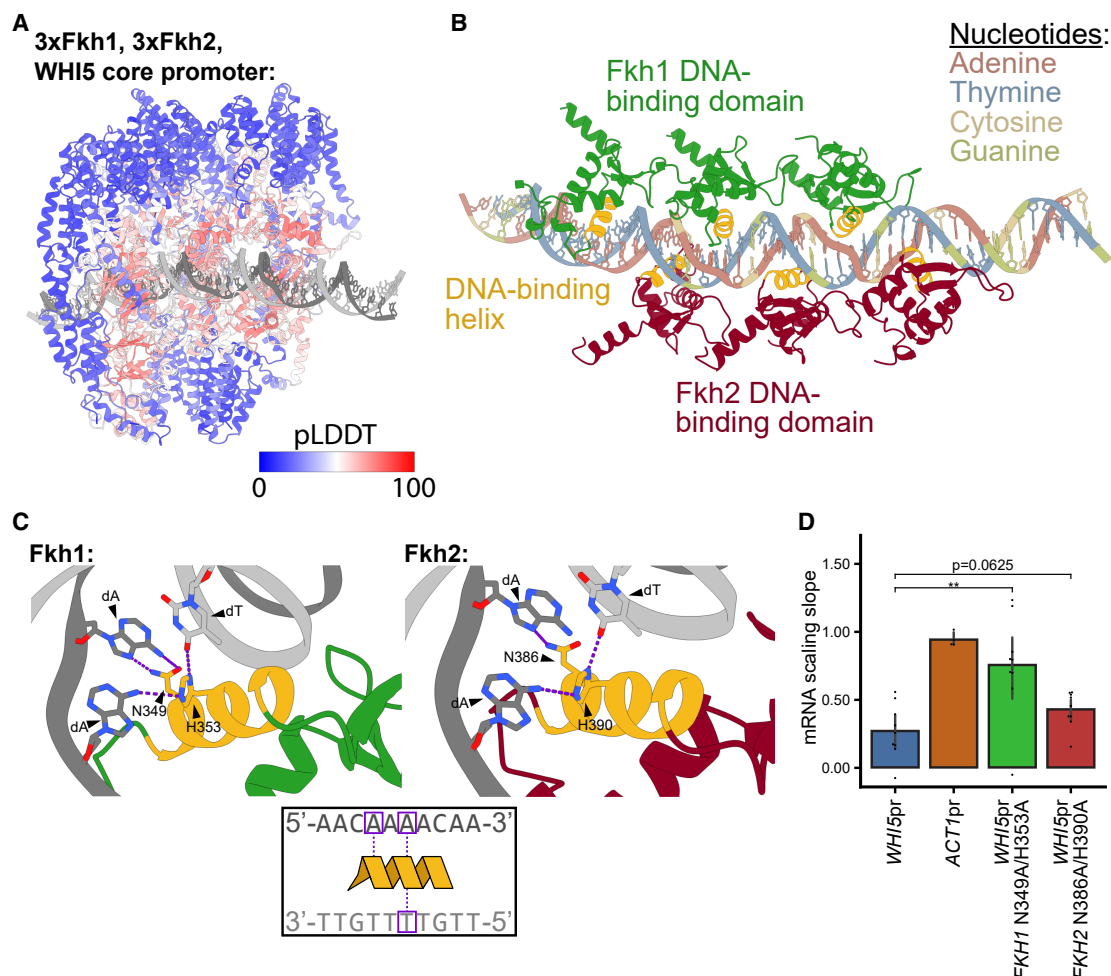 A
3xFkh1, 3xFkh2,
WHI5 core promoter:
pLDDT
0
100
B
Fkh1 DNA-
binding domain
Nucleotides:
Adenine
Thymine
Cytosine
Guanine
DNA-binding
helix
Fkh2 DNA-
binding domain
C
Fkh1:
dA
dT
N349
dA
H353
Fkh2:
dA
dT
N386
dA
H390
5'-AACAAAACAA-3'
3'-TTGTTTTGTT-5'
D
mRNA scaling slope
1.50
1.00
0.50
0.00
p=0.0625
**
WHI5pr
ACT1pr
WHI5pr
FKH1 N349A/H353A
WHI5pr
FKH2 N386A/H390A